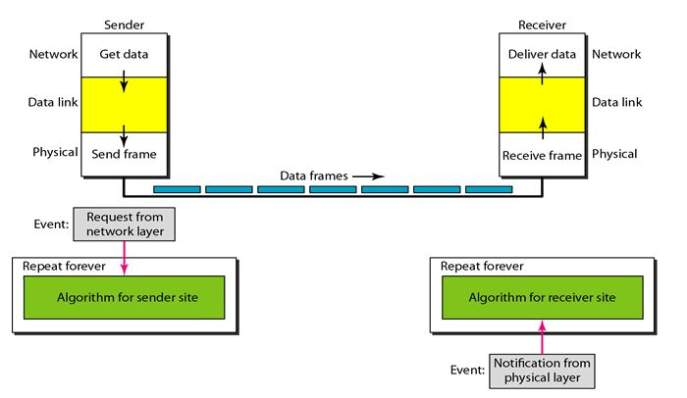 Sender
Receiver
Network
Get data
Deliver data
Network
Data link
Data link
Physical
Send frame
Receive frame
Physical
Data frames
Event:
Request from
network layer
Repeat forever
Algorithm for sender site
Repeat forever
Algorithm for receiver site
Event:
Notification from
physical layer